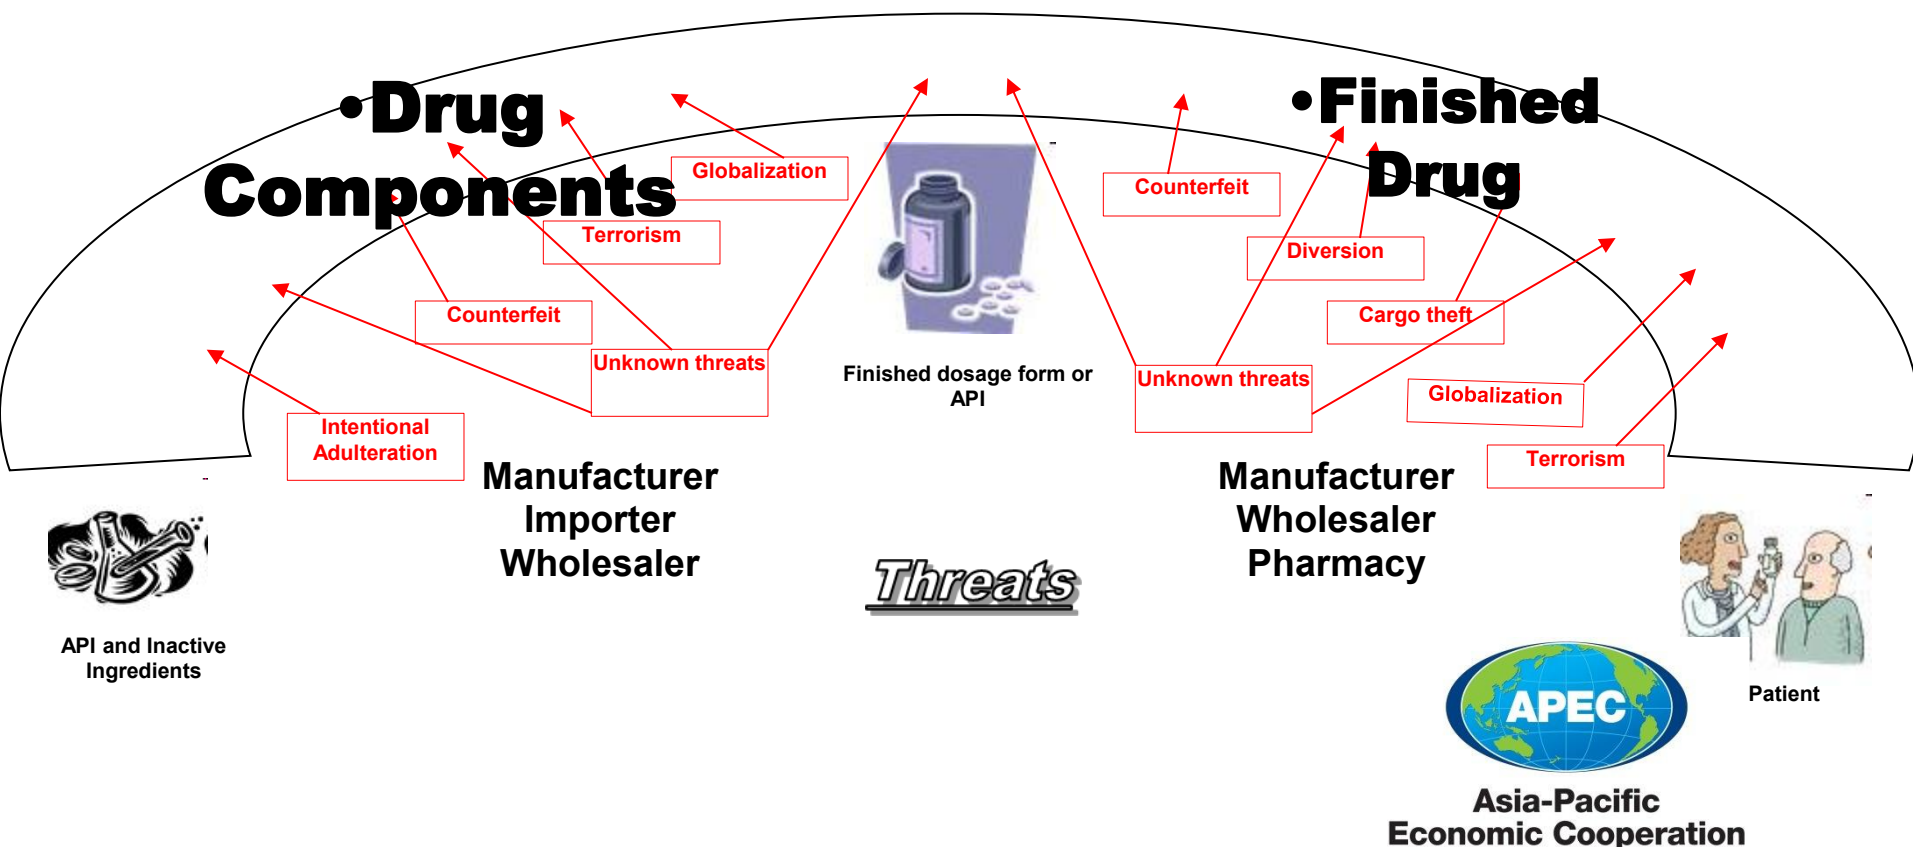 •Drug
Components
•Finished
Drug
Globalization
Terrorism
Counterfeit
Unknown threats
Intentional
Adulteration
Counterfeit
Diversion
Cargo theft
Unknown threats
Globalization
Terrorism
Finished dosage form or
API
Manufacturer
Importer
Wholesaler
Manufacturer
Wholesaler
Pharmacy
Threats
API and Inactive
Ingredients
Patient
APEC
Asia-Pacific
Economic Cooperation